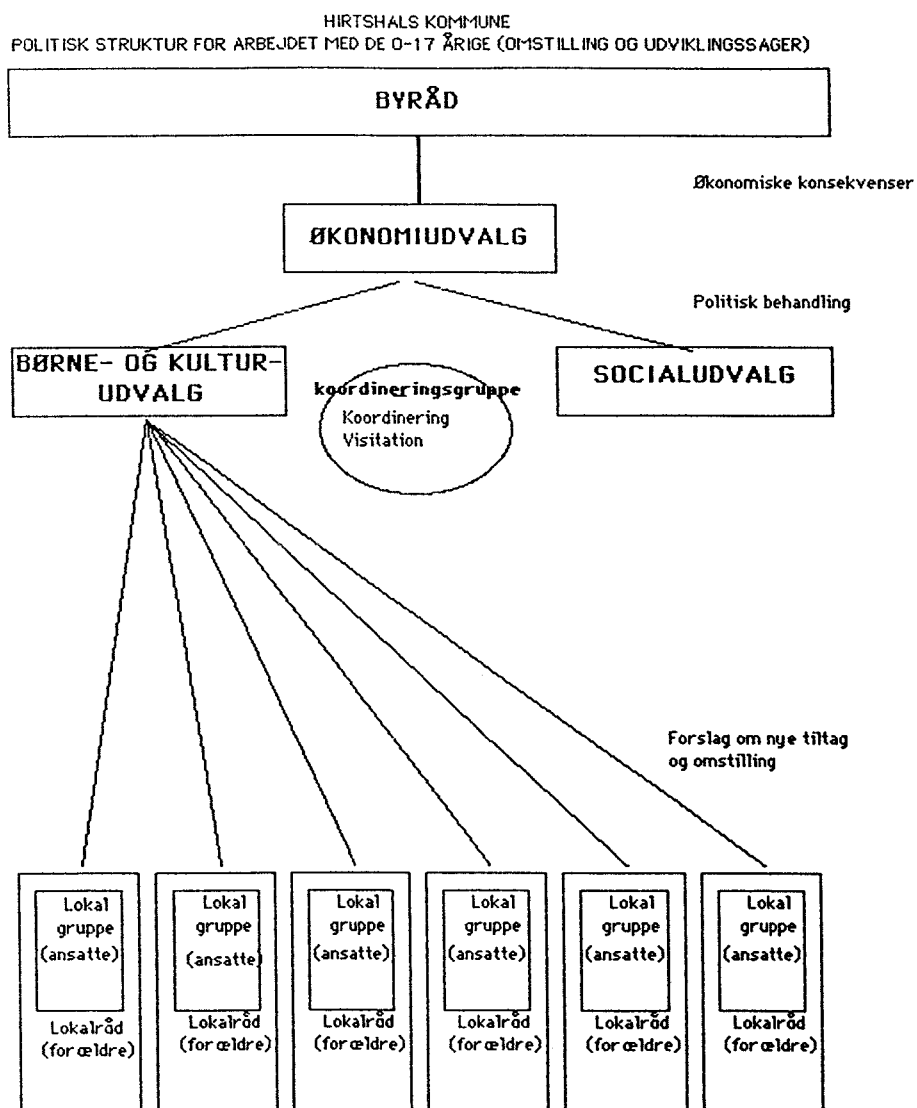 HIRTSHALS KOMMUNE
POLITISK STRUKTUR FOR ARBEJDET MED DE 0-17 ÅRIGE (OMSTILLING OG UDVIKLINGSSAGER)
BYRÅD
Økonomiske konsekvenser
ØKONOMIUDVALG
Politisk behandling
BØRNE- OG KULTUR-
UDVALG
koordineringsgruppe
Koordinering
Visitation
SOCIALUDVALG
Forslag om nye tiltag
og omstilling
Lokal
gruppe
(ansatte)
Lokalråd
(forældre)
Lokal
gruppe
(ansatte)
Lokalråd
(forældre)
Lokal
gruppe
(ansatte)
Lokalråd
(forældre)
Lokal
gruppe
(ansatte)
Lokalråd
(forældre)
Lokal
gruppe
(ansatte)
Lokalråd
(forældre)
Lokal
gruppe
(ansatte)
Lokalråd
(forældre)